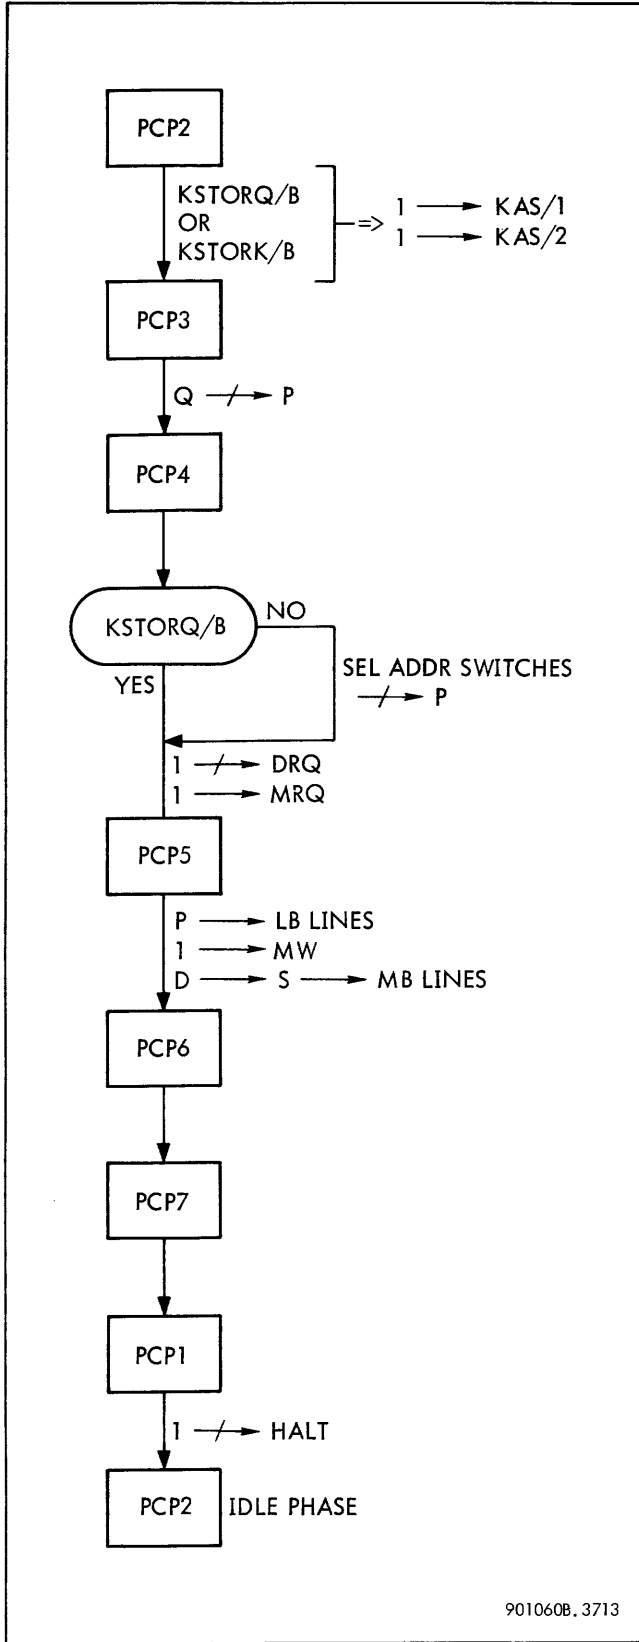 PCP2
KSTORQ/B
OR
KSTORK/B
=> 1 → KAS/1
1 → KAS/2
PCP3
Q ⇸ P
PCP4
KSTORQ/B
NO
YES
SEL ADDR SWITCHES
⇸ P
1 ⇸ DRQ
1 → MRQ
PCP5
P → LB LINES
1 → MW
D → S → MB LINES
PCP6
PCP7
PCP1
1 ⇸ HALT
PCP2 IDLE PHASE
901060B.3713